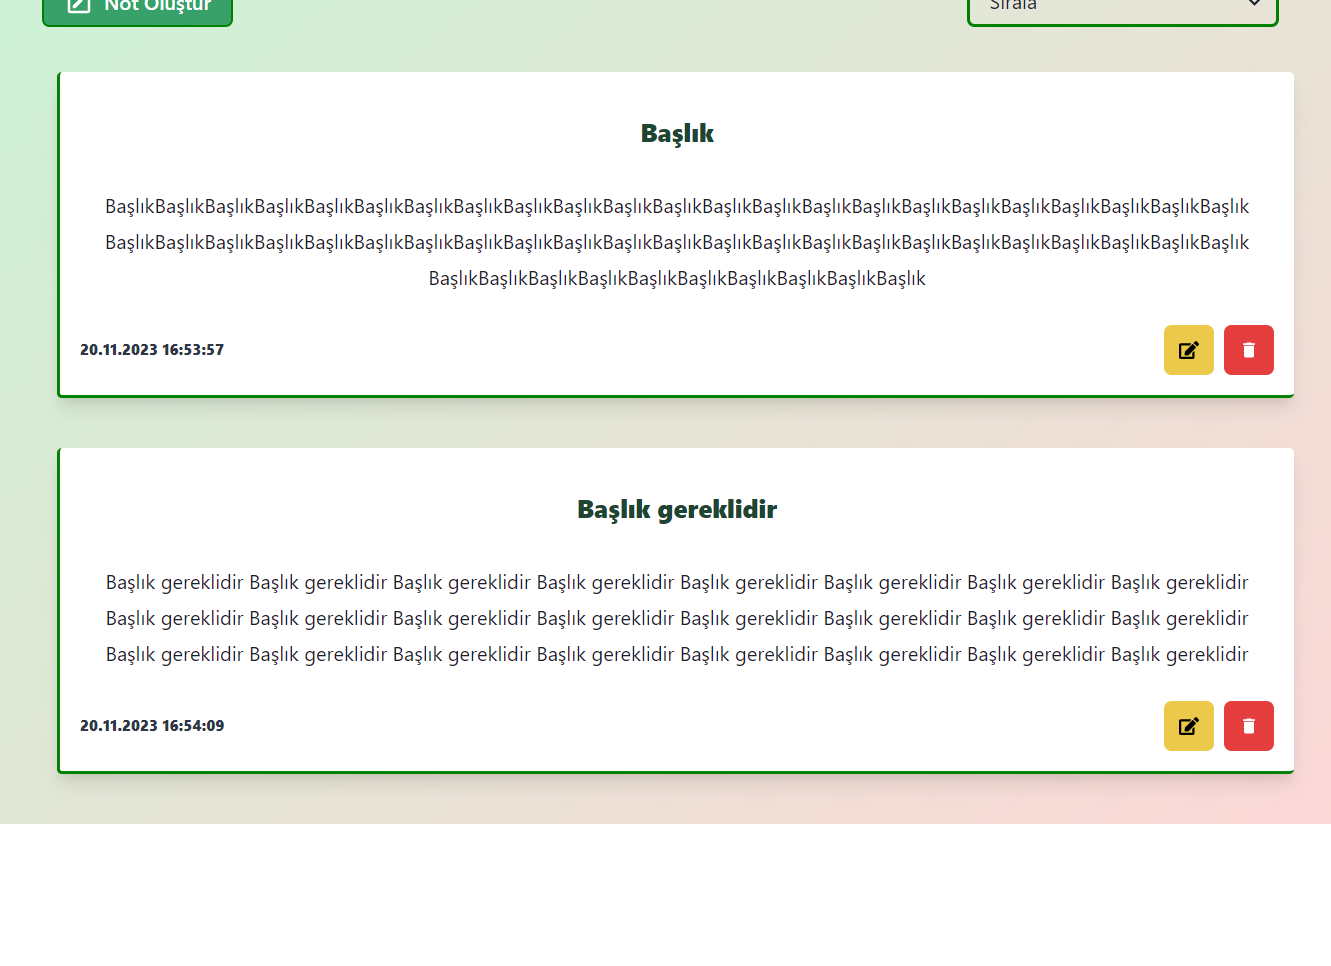 Not Oluştur
Sırala
Başlık
BaşlıkBaşlıkBaşlıkBaşlıkBaşlıkBaşlıkBaşlıkBaşlıkBaşlıkBaşlıkBaşlıkBaşlıkBaşlıkBaşlıkBaşlıkBaşlıkBaşlıkBaşlıkBaşlıkBaşlıkBaşlıkBaşlıkBaşlık
BaşlıkBaşlıkBaşlıkBaşlıkBaşlıkBaşlıkBaşlıkBaşlıkBaşlıkBaşlıkBaşlıkBaşlıkBaşlıkBaşlıkBaşlıkBaşlıkBaşlıkBaşlıkBaşlıkBaşlıkBaşlıkBaşlıkBaşlık
BaşlıkBaşlıkBaşlıkBaşlıkBaşlıkBaşlıkBaşlıkBaşlıkBaşlıkBaşlık
20.11.2023 16:53:57
Başlık gereklidir
Başlık gereklidir Başlık gereklidir Başlık gereklidir Başlık gereklidir Başlık gereklidir Başlık gereklidir Başlık gereklidir Başlık gereklidir
Başlık gereklidir Başlık gereklidir Başlık gereklidir Başlık gereklidir Başlık gereklidir Başlık gereklidir Başlık gereklidir Başlık gereklidir
Başlık gereklidir Başlık gereklidir Başlık gereklidir Başlık gereklidir Başlık gereklidir Başlık gereklidir Başlık gereklidir Başlık gereklidir
20.11.2023 16:54:09